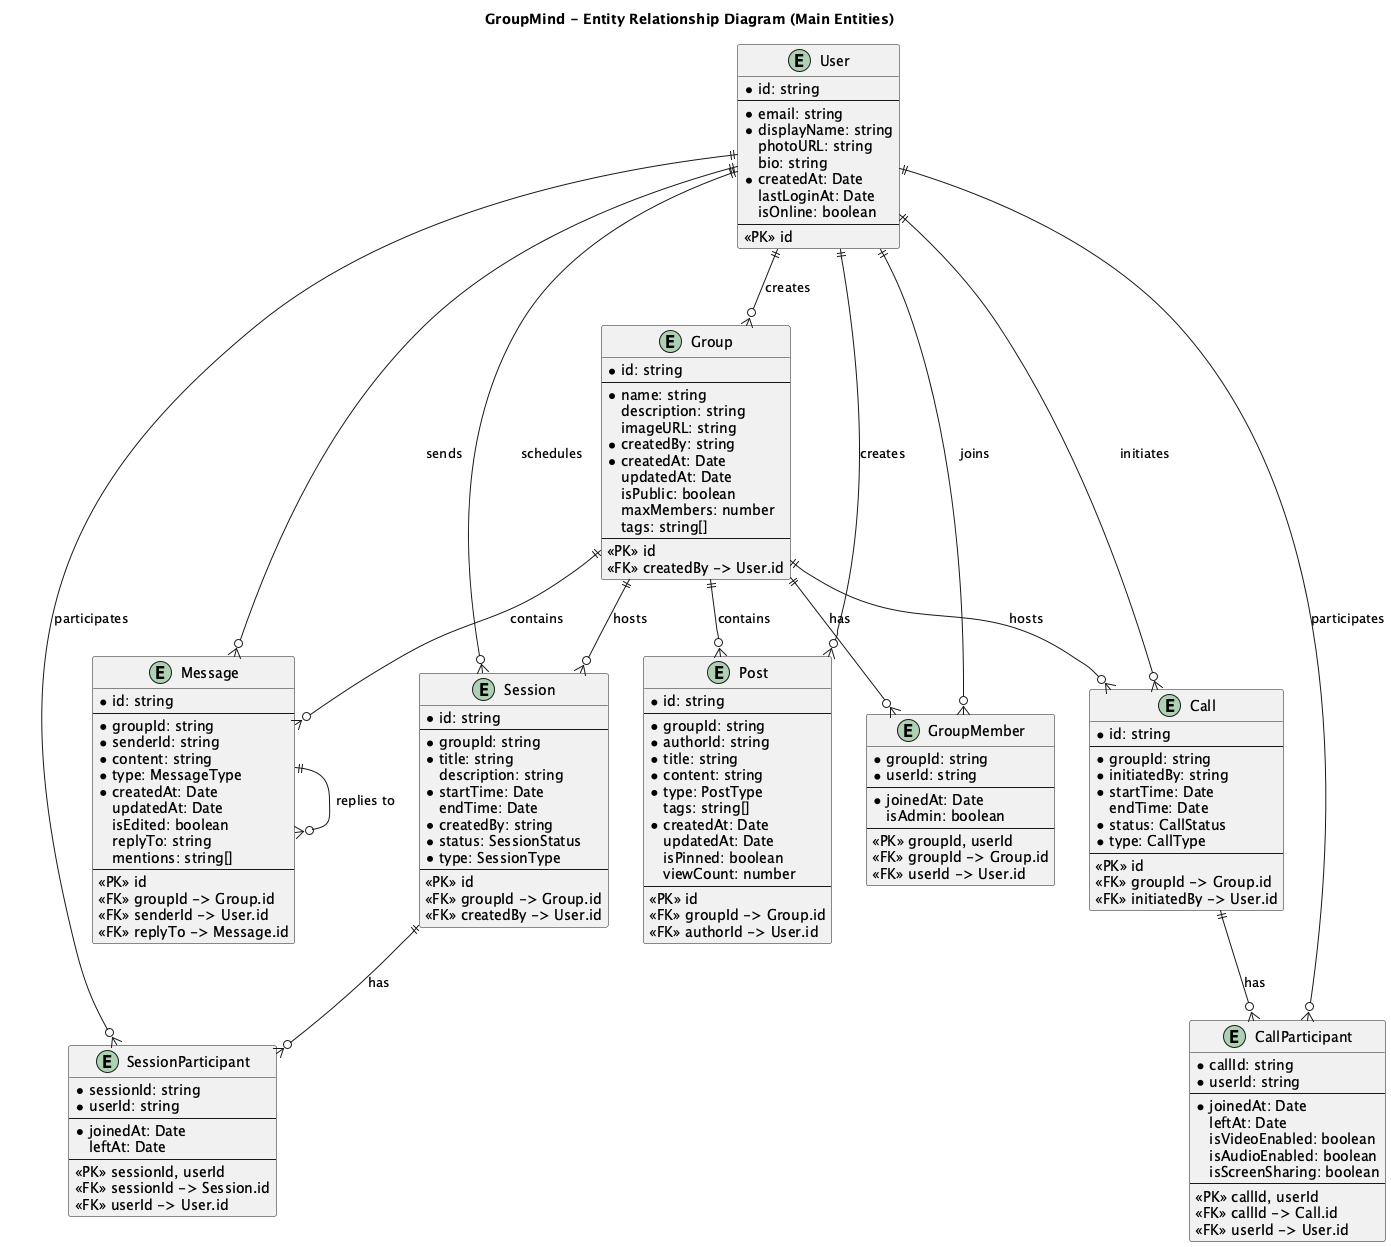 GroupMind - Entity Relationship Diagram (Main Entities)
E User
* id: string
* email: string
* displayName: string
photoURL: string
bio: string
* createdAt: Date
lastLoginAt: Date
isOnline: boolean
«PK» id
creates
E Group
* id: string
* name: string
description: string
imageURL: string
* createdBy: string
* createdAt: Date
updatedAt: Date
isPublic: boolean
maxMembers: number
tags: string[]
«PK» id
«FK» createdBy -> User.id
sends
schedules
creates
joins
initiates
participates
contains
hosts
contains
has
hosts
participates
E Message
* id: string
* groupId: string
* senderId: string
* content: string
* type: MessageType
* createdAt: Date
updatedAt: Date
isEdited: boolean
replyTo: string
mentions: string[]
«PK» id
«FK» groupId -> Group.id
«FK» senderId -> User.id
«FK» replyTo -> Message.id
replies to
E Session
* id: string
* groupId: string
* title: string
description: string
* startTime: Date
endTime: Date
* createdBy: string
* status: SessionStatus
* type: SessionType
«PK» id
«FK» groupId -> Group.id
«FK» createdBy -> User.id
E Post
* id: string
* groupId: string
* authorId: string
* title: string
* content: string
* type: PostType
tags: string[]
* createdAt: Date
updatedAt: Date
isPinned: boolean
viewCount: number
«PK» id
«FK» groupId -> Group.id
«FK» authorId -> User.id
E GroupMember
* groupId: string
* userId: string
* joinedAt: Date
isAdmin: boolean
«PK» groupId, userId
«FK» groupId -> Group.id
«FK» userId -> User.id
E Call
* id: string
* groupId: string
* initiatedBy: string
* startTime: Date
endTime: Date
* status: CallStatus
* type: CallType
«PK» id
«FK» groupId -> Group.id
«FK» initiatedBy -> User.id
has
has
E SessionParticipant
* sessionId: string
* userId: string
* joinedAt: Date
leftAt: Date
«PK» sessionId, userId
«FK» sessionId -> Session.id
«FK» userId -> User.id
E CallParticipant
* callId: string
* userId: string
* joinedAt: Date
leftAt: Date
isVideoEnabled: boolean
isAudioEnabled: boolean
isScreenSharing: boolean
«PK» callId, userId
«FK» callId -> Call.id
«FK» userId -> User.id